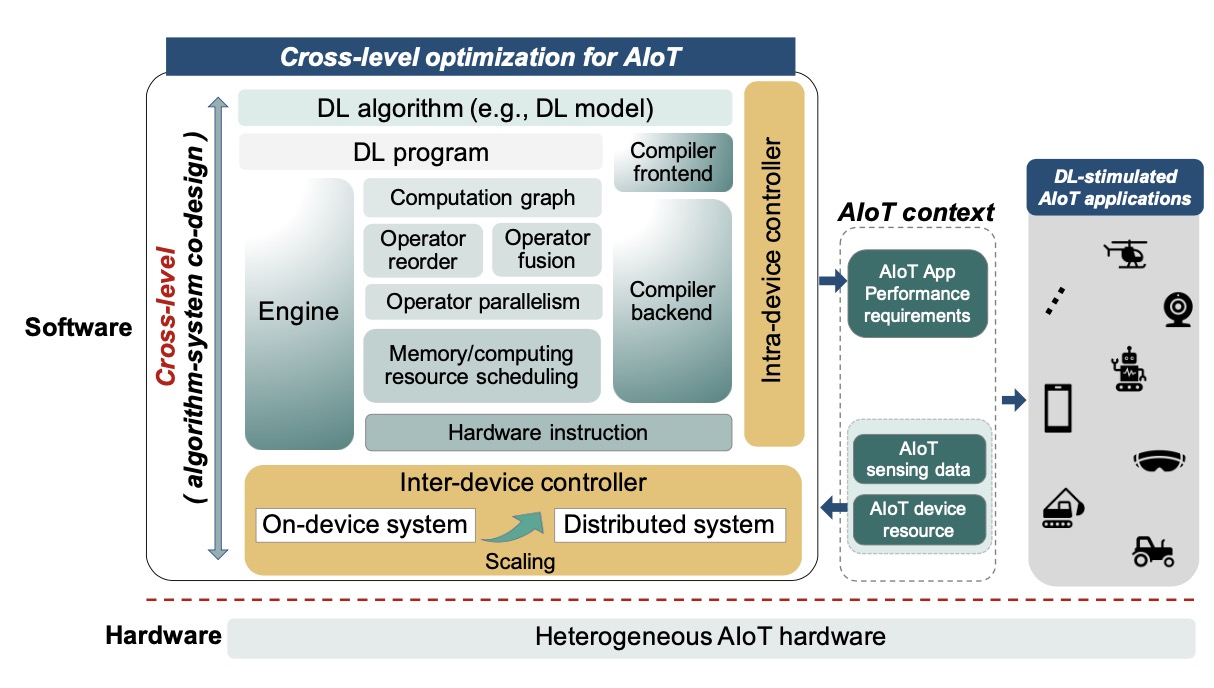 Cross-level optimization for AIoT
Software
Cross-level
( algorithm-system co-design )
DL algorithm (e.g., DL model)
DL program
Compiler
frontend
Engine
Computation graph
Operator
reorder
Operator
fusion
Operator parallelism
Memory/computing
resource scheduling
Compiler
backend
Hardware instruction
Intra-device controller
Inter-device controller
On-device system
Distributed system
Scaling
AIoT context
AIoT App
Performance
requirements
AIoT
sensing data
AIoT device
resource
DL-stimulated
AIoT applications
Hardware
Heterogeneous AIoT hardware